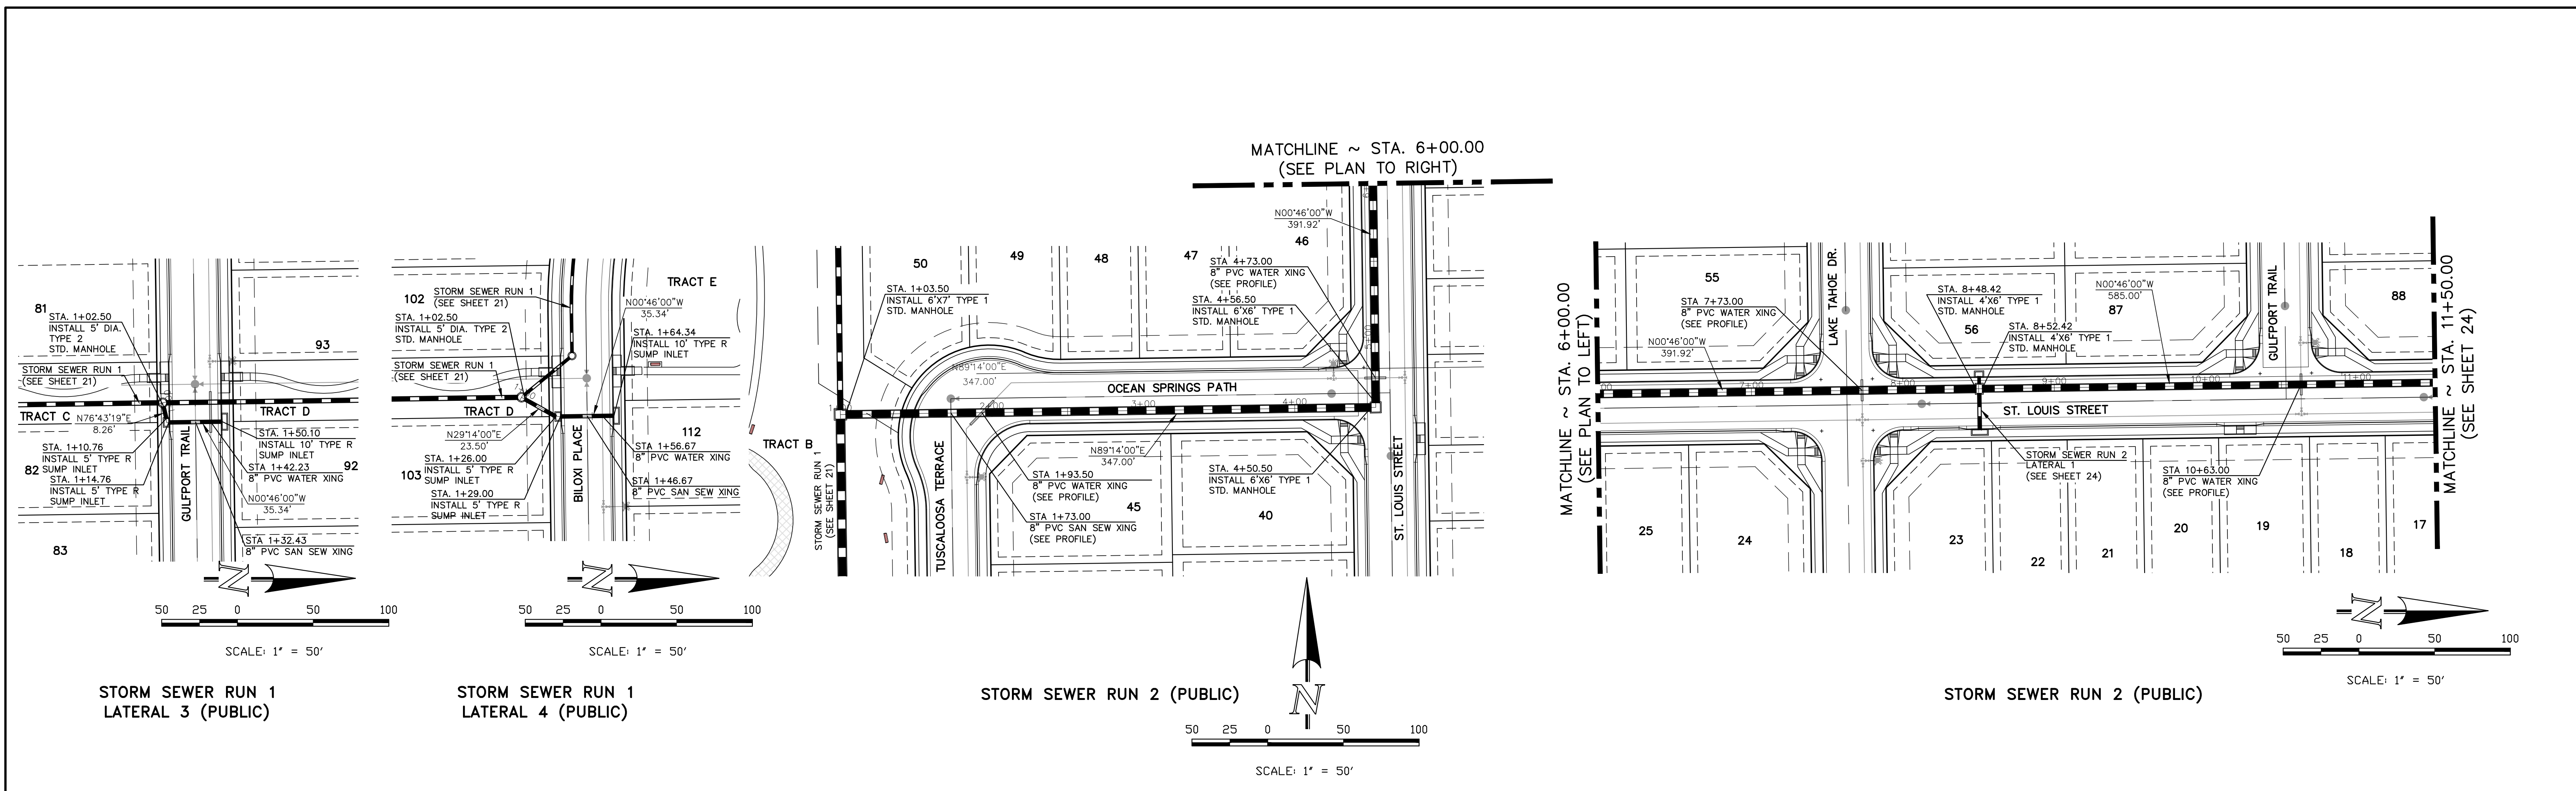 81
STA. 1+02.50
INSTALL 5' DIA.
TYPE 2
STD. MANHOLE
STORM SEWER RUN 1
(SEE SHEET 21)
TRACT C
N76°43'19"E
8.26'
STA. 1+10.76
INSTALL 5' TYPE R
SUMP INLET
82
STA. 1+14.76
INSTALL 5' TYPE R
SUMP INLET
83
GULFPORT TRAIL
93
TRACT D
STA. 1+50.10
INSTALL 10' TYPE R
SUMP INLET
92
STA 1+42.23
8" PVC WATER XING
N00°46'00"W
35.34'
STA 1+32.43
8" PVC SAN SEW XING
N
50 25 0 50 100
SCALE: 1" = 50'
STORM SEWER RUN 1
LATERAL 3 (PUBLIC)
102
STORM SEWER RUN 1
(SEE SHEET 21)
STA. 1+02.50
INSTALL 5' DIA. TYPE 2
STD. MANHOLE
STORM SEWER RUN 1
(SEE SHEET 21)
TRACT D
N29°14'00"E
23.50'
STA. 1+26.00
INSTALL 5' TYPE R
SUMP INLET
103
STA. 1+29.00
INSTALL 5' TYPE R
SUMP INLET
BILOXI PLACE
TRACT E
N00°46'00"W
35.34'
STA. 1+64.34
INSTALL 10' TYPE R
SUMP INLET
112
STA 1+56.67
8" PVC WATER XING
STA 1+46.67
8" PVC SAN SEW XING
N
50 25 0 50 100
SCALE: 1" = 50'
STORM SEWER RUN 1
LATERAL 4 (PUBLIC)
MATCHLINE ~ STA. 6+00.00
(SEE PLAN TO RIGHT)
TRACT B
STORM SEWER RUN 1
(SEE SHEET 21)
50
49
48
47
46
STA. 1+03.50
INSTALL 6'X7' TYPE 1
STD. MANHOLE
N00°46'00"W
391.92'
STA 4+73.00
8" PVC WATER XING
(SEE PROFILE)
STA. 4+56.50
INSTALL 6'X6' TYPE 1
STD. MANHOLE
N89°14'00"E
347.00'
OCEAN SPRINGS PATH
2+00
3+00
4+00
TUSCALOOSA TERRACE
N89°14'00"E
347.00'
STA 1+93.50
8" PVC WATER XING
(SEE PROFILE)
STA 1+73.00
8" PVC SAN SEW XING
(SEE PROFILE)
45
STA. 4+50.50
INSTALL 6'X6' TYPE 1
STD. MANHOLE
40
ST. LOUIS STREET
N
STORM SEWER RUN 2 (PUBLIC)
50 25 0 50 100
SCALE: 1" = 50'
MATCHLINE ~ STA. 6+00.00
(SEE PLAN TO LEFT)
55
STA 7+73.00
8" PVC WATER XING
(SEE PROFILE)
N00°46'00"W
391.92'
LAKE TAHOE DR.
STA. 8+48.42
INSTALL 4'X6' TYPE 1
STD. MANHOLE
56
STA. 8+52.42
INSTALL 4'X6' TYPE 1
STD. MANHOLE
N00°46'00"W
585.00'
87
GULFPORT TRAIL
88
7+00
8+00
9+00
10+00
11+00
ST. LOUIS STREET
STORM SEWER RUN 2
LATERAL 1
(SEE SHEET 24)
STA 10+63.00
8" PVC WATER XING
(SEE PROFILE)
25
24
23
22
21
20
19
18
17
MATCHLINE ~ STA. 11+50.00
(SEE SHEET 24)
N
50 25 0 50 100
SCALE: 1" = 50'
STORM SEWER RUN 2 (PUBLIC)